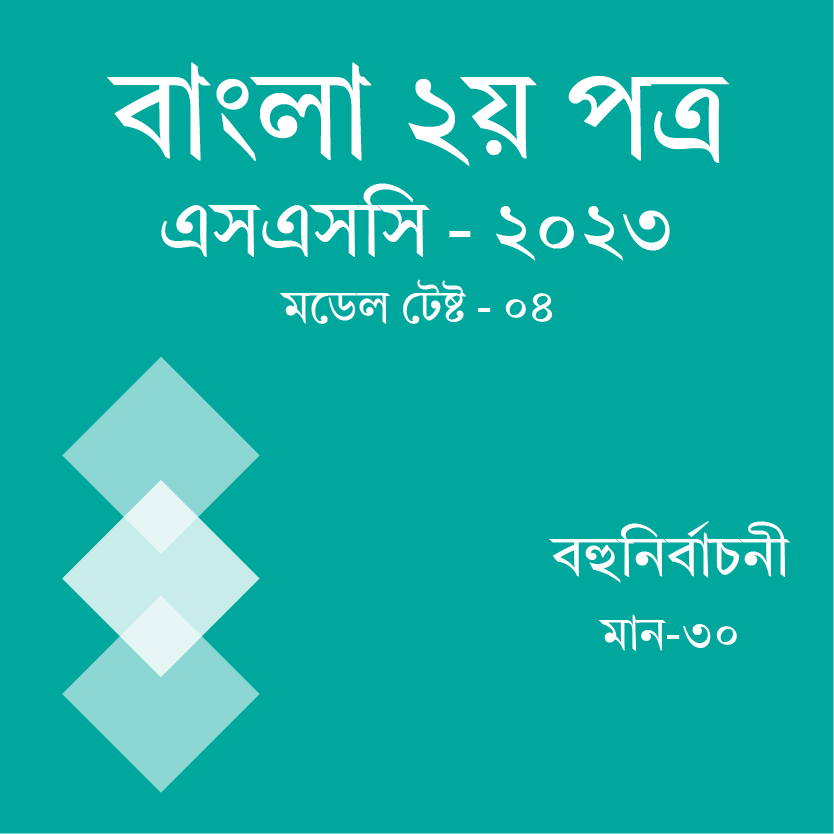 বাংলা ২য় পত্র
এসএসসি - ২০২৩
মডেল টেষ্ট - ০৪
বহুনির্বাচনী
মান-৩০